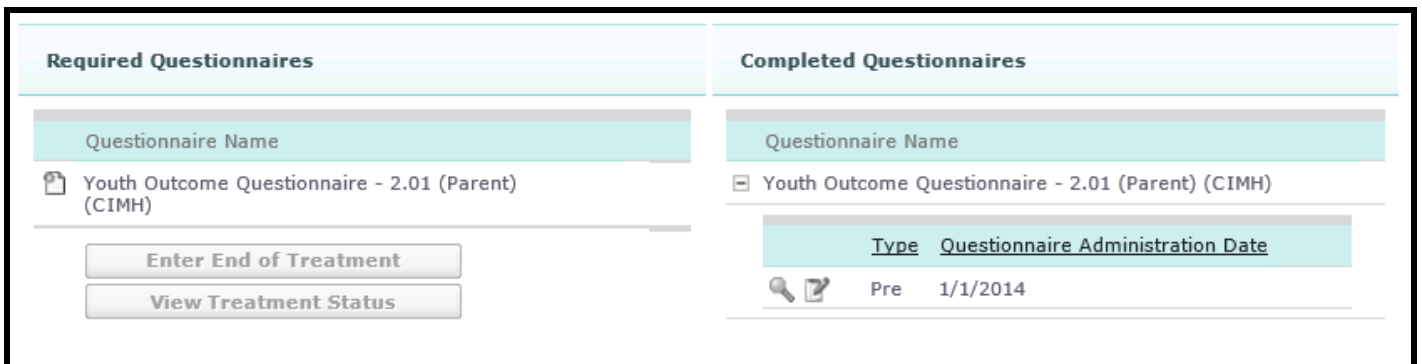 Required Questionnaires
Questionnaire Name
Youth Outcome Questionnaire - 2.01 (Parent)
(CIMH)
Enter End of Treatment
View Treatment Status
Completed Questionnaires
Questionnaire Name
Youth Outcome Questionnaire - 2.01 (Parent) (CIMH)
Type Questionnaire Administration Date
Pre 1/1/2014